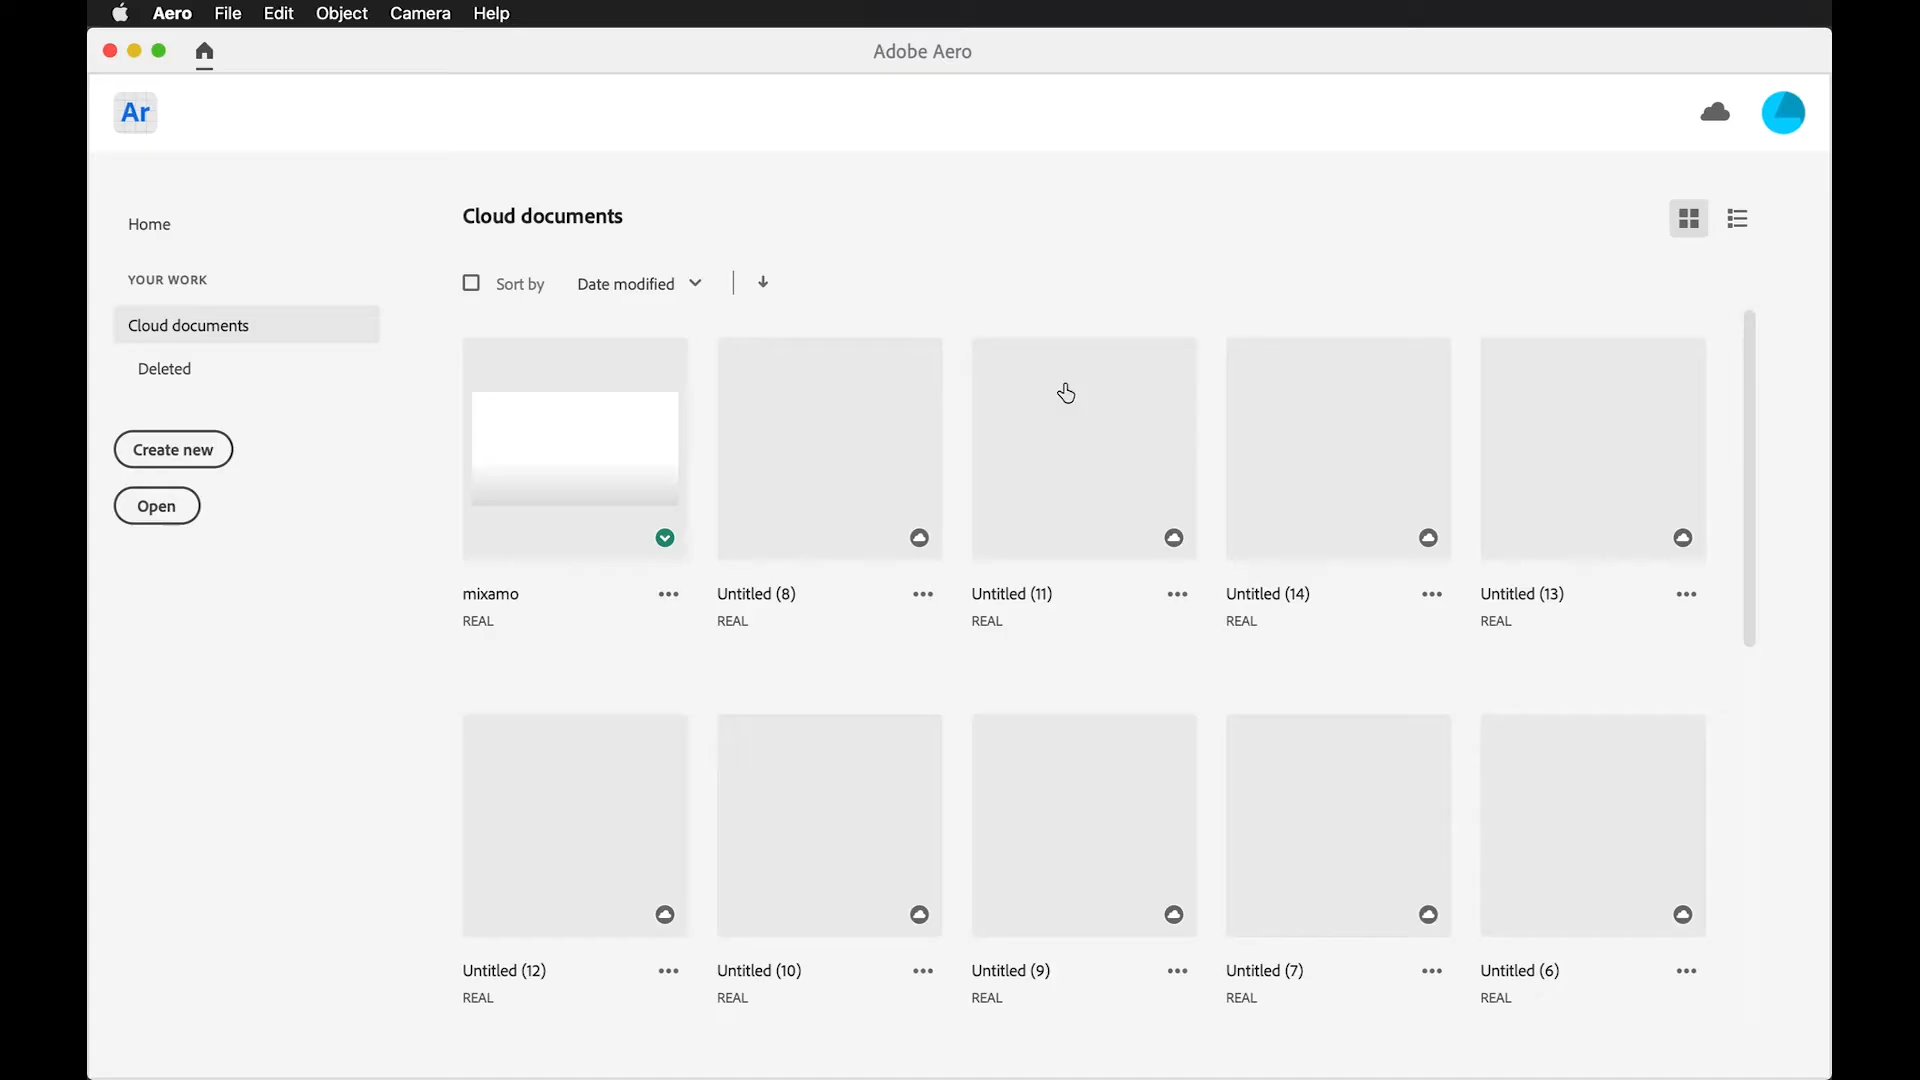 Aero File Edit Object Camera Help
Adobe Aero
Ar
Home
Cloud documents
YOUR WORK
Sort by Date modified
Cloud documents
Deleted
Create new
Open
mixamo
REAL
Untitled (8)
REAL
Untitled (11)
REAL
Untitled (14)
REAL
Untitled (13)
REAL
Untitled (12)
REAL
Untitled (10)
REAL
Untitled (9)
REAL
Untitled (7)
REAL
Untitled (6)
REAL